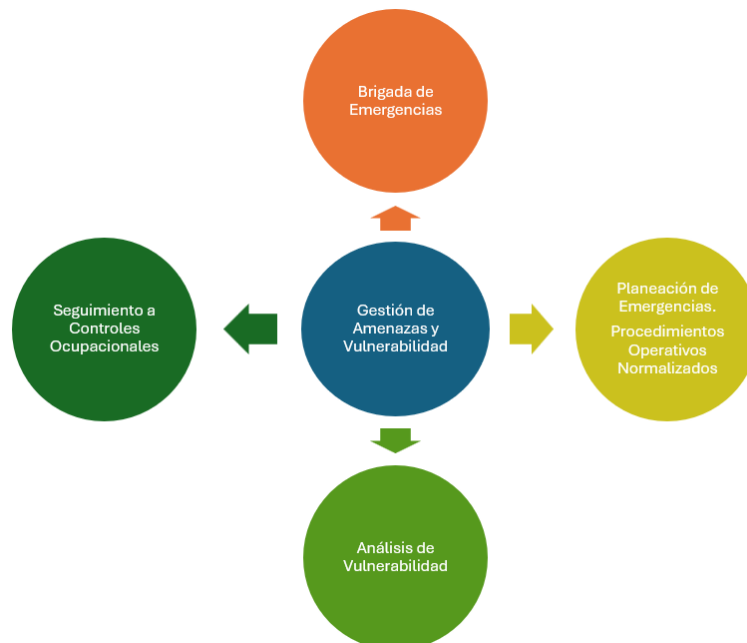 Brigada de
Emergencias
Seguimiento a
Controles
Ocupacionales
Gestión de
Amenazas y
Vulnerabilidad
Planeación de
Emergencias.
Procedimientos
Operativos
Normalizados
Análisis de
Vulnerabilidad